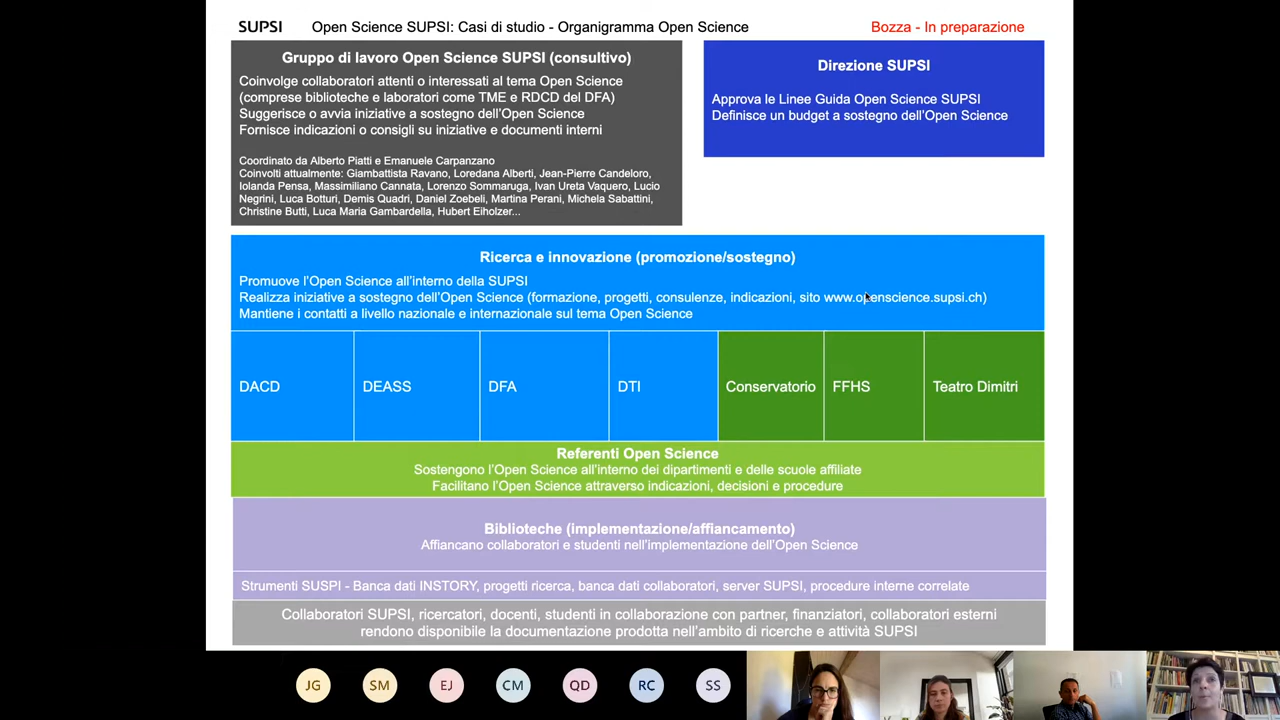 SUPSI
Open Science SUPSI: Casi di studio - Organigramma Open Science
Bozza - In preparazione
Gruppo di lavoro Open Science SUPSI (consultivo)
Coinvolge collaboratori attenti o interessati al tema Open Science
(comprese biblioteche e laboratori come TME e RDCD del DFA)
Suggerisce o avvia iniziative a sostegno dell'Open Science
Fornisce indicazioni o consigli su iniziative e documenti interni
Coordinato da Alberto Piatti e Emanuele Carpanzano
Coinvolti attualmente: Giambattista Ravano, Loredana Alberti, Jean-Pierre Candeloro,
Iolanda Pensa, Massimiliano Cannata, Lorenzo Sommaruga, Ivan Ureta Vaquero, Lucio
Negrini, Luca Botturi, Demis Quadri, Daniel Zoebeli, Martina Perani, Michela Sabattini,
Christine Butti, Luca Maria Gambardella, Hubert Eiholzer...
Direzione SUPSI
Approva le Linee Guida Open Science SUPSI
Definisce un budget a sostegno dell'Open Science
Ricerca e innovazione (promozione/sostegno)
Promuove l'Open Science all'interno della SUPSI
Realizza iniziative a sostegno dell'Open Science (formazione, progetti, consulenze, indicazioni, sito www.openscience.supsi.ch)
Mantiene i contatti a livello nazionale e internazionale sul tema Open Science
DACD
DEASS
DFA
DTI
Conservatorio
FFHS
Teatro Dimitri
Referenti Open Science
Sostengono l'Open Science all'interno dei dipartimenti e delle scuole affiliate
Facilitano l'Open Science attraverso indicazioni, decisioni e procedure
Biblioteche (implementazione/affiancamento)
Affiancano collaboratori e studenti nell'implementazione dell'Open Science
Strumenti SUSPI - Banca dati INSTORY, progetti ricerca, banca dati collaboratori, server SUPSI, procedure interne correlate
Collaboratori SUPSI, ricercatori, docenti, studenti in collaborazione con partner, finanziatori, collaboratori esterni
rendono disponibile la documentazione prodotta nell'ambito di ricerche e attività SUPSI
JG
SM
EJ
CM
QD
RC
SS